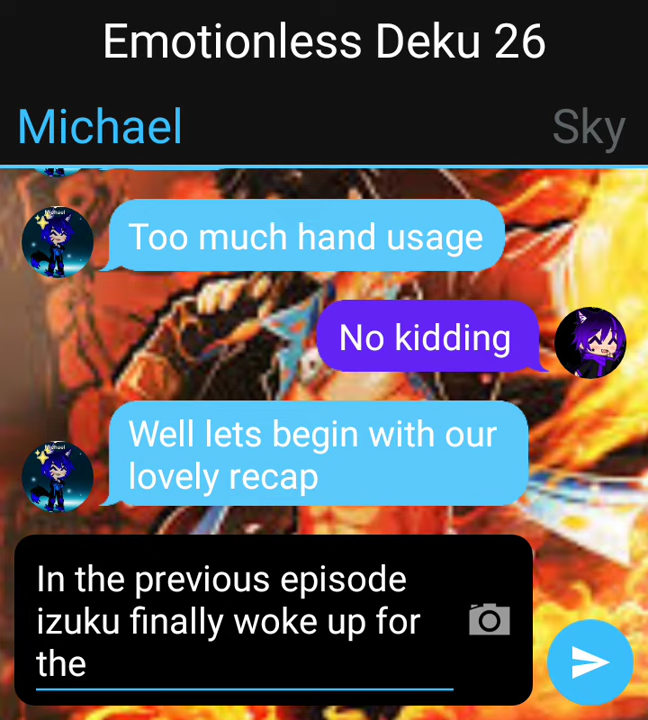 Emotionless Deku 26
Michael
Sky
Too much hand usage
No kidding
Well lets begin with our
lovely recap
In the previous episode
izuku finally woke up for
the